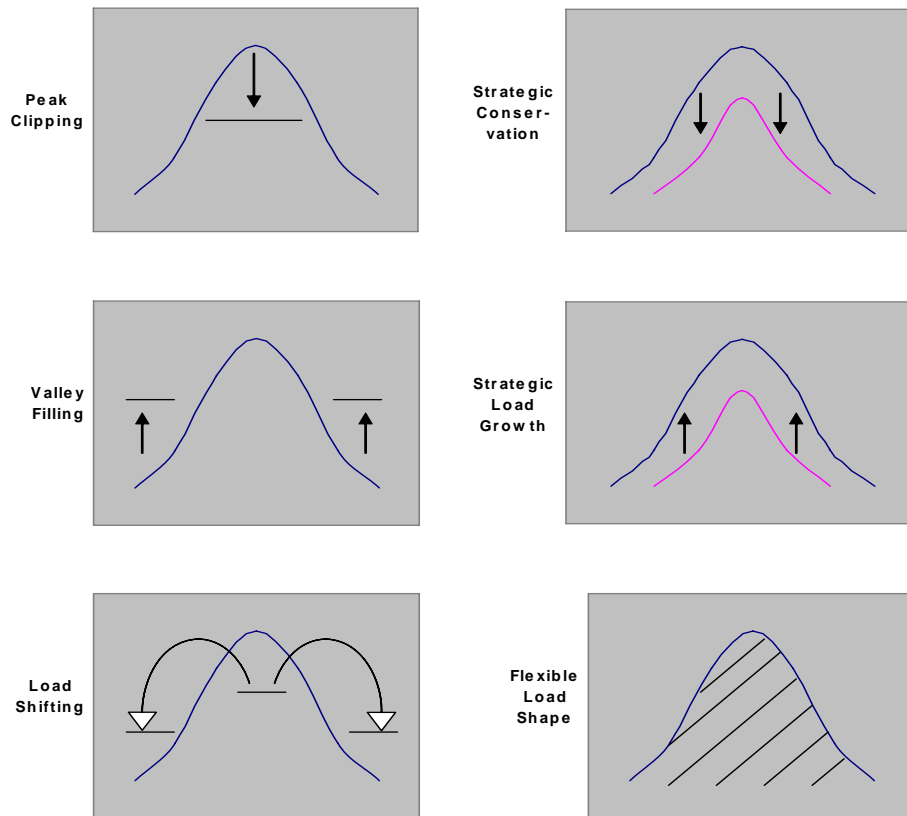 Peak
Clipping
Strategic
Conser-
vation
Valley
Filling
Strategic
Load
Growth
Load
Shifting
Flexible
Load
Shape